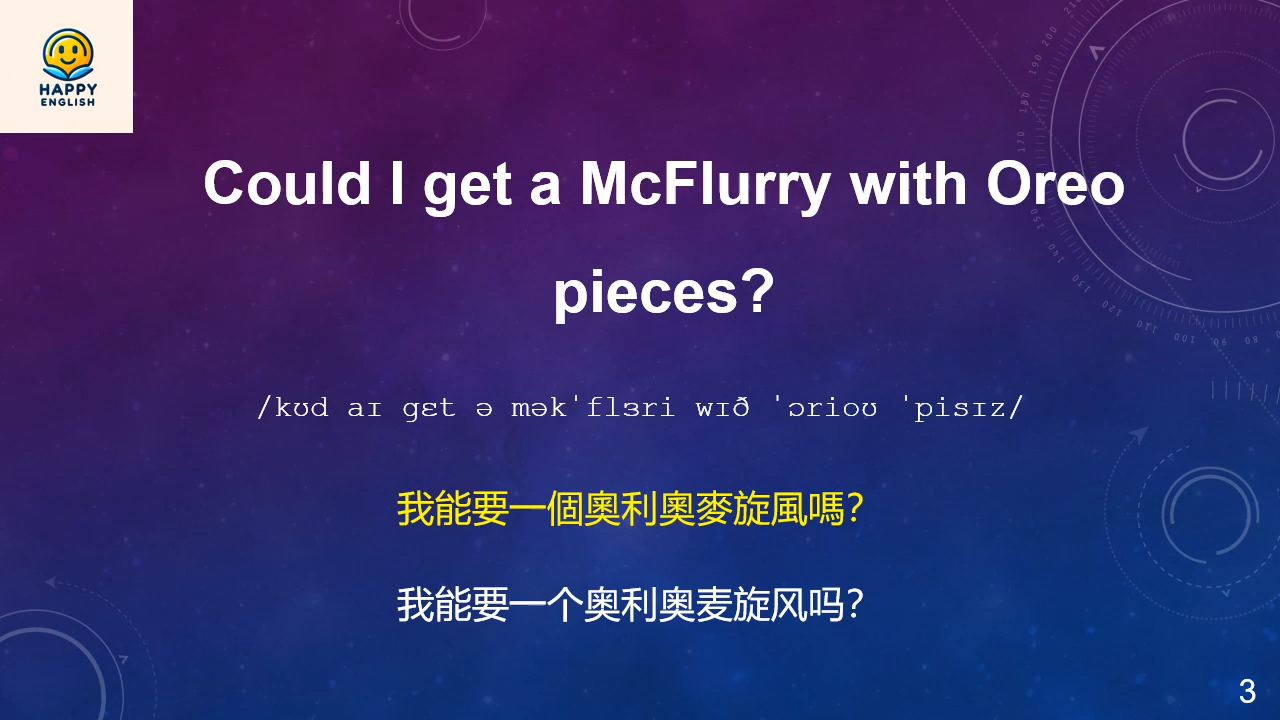 HAPPY
ENGLISH
Could I get a McFlurry with Oreo
pieces?
/kʊd aɪ ɡɛt ə məkˈflɜri wɪð ˈɔrioʊ ˈpisɪz/
我能要一個奧利奧麥旋風嗎?
我能要一个奥利奥麦旋风吗?
3